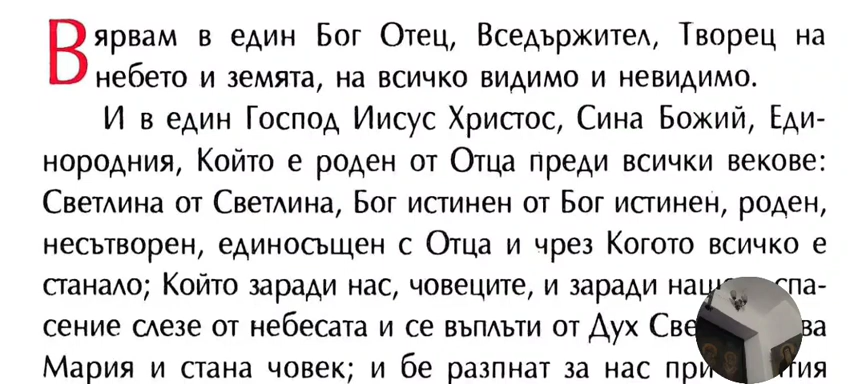 Вярвам в един Бог Отец, Вседържител, Творец на
небето и земята, на всичко видимо и невидимо.
И в един Господ Иисус Христос, Сина Божий, Еди-
нородния, Който е роден от Отца преди всички векове:
Светлина от Светлина, Бог истинен от Бог истинен, роден,
несътворен, единосъщен с Отца и чрез Когото всичко е
станало; Който заради нас, човеците, и заради спа-
сение слезе от небесата и се въплъти от Дух
Мария и стана човек; и бе разпнат за нас при